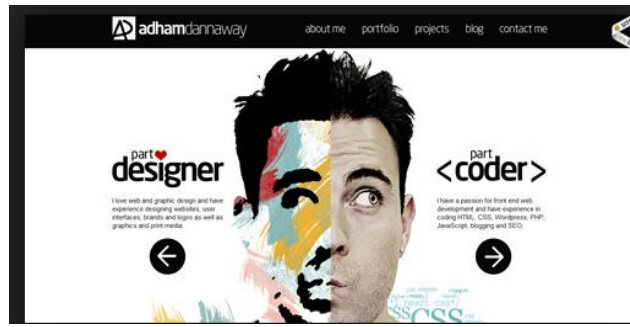 adhamdannaway
about me portfolio projects blog contact me
part
designer
I love web and graphic design and have
experience designing websites, user
interfaces, brands and logos as well as
graphics and print media.
part
<coder>
I have a passion for front end web
development and have experience in
coding HTML, CSS, Wordpress, PHP,
JavaScript, blogging and SEO.
CSS